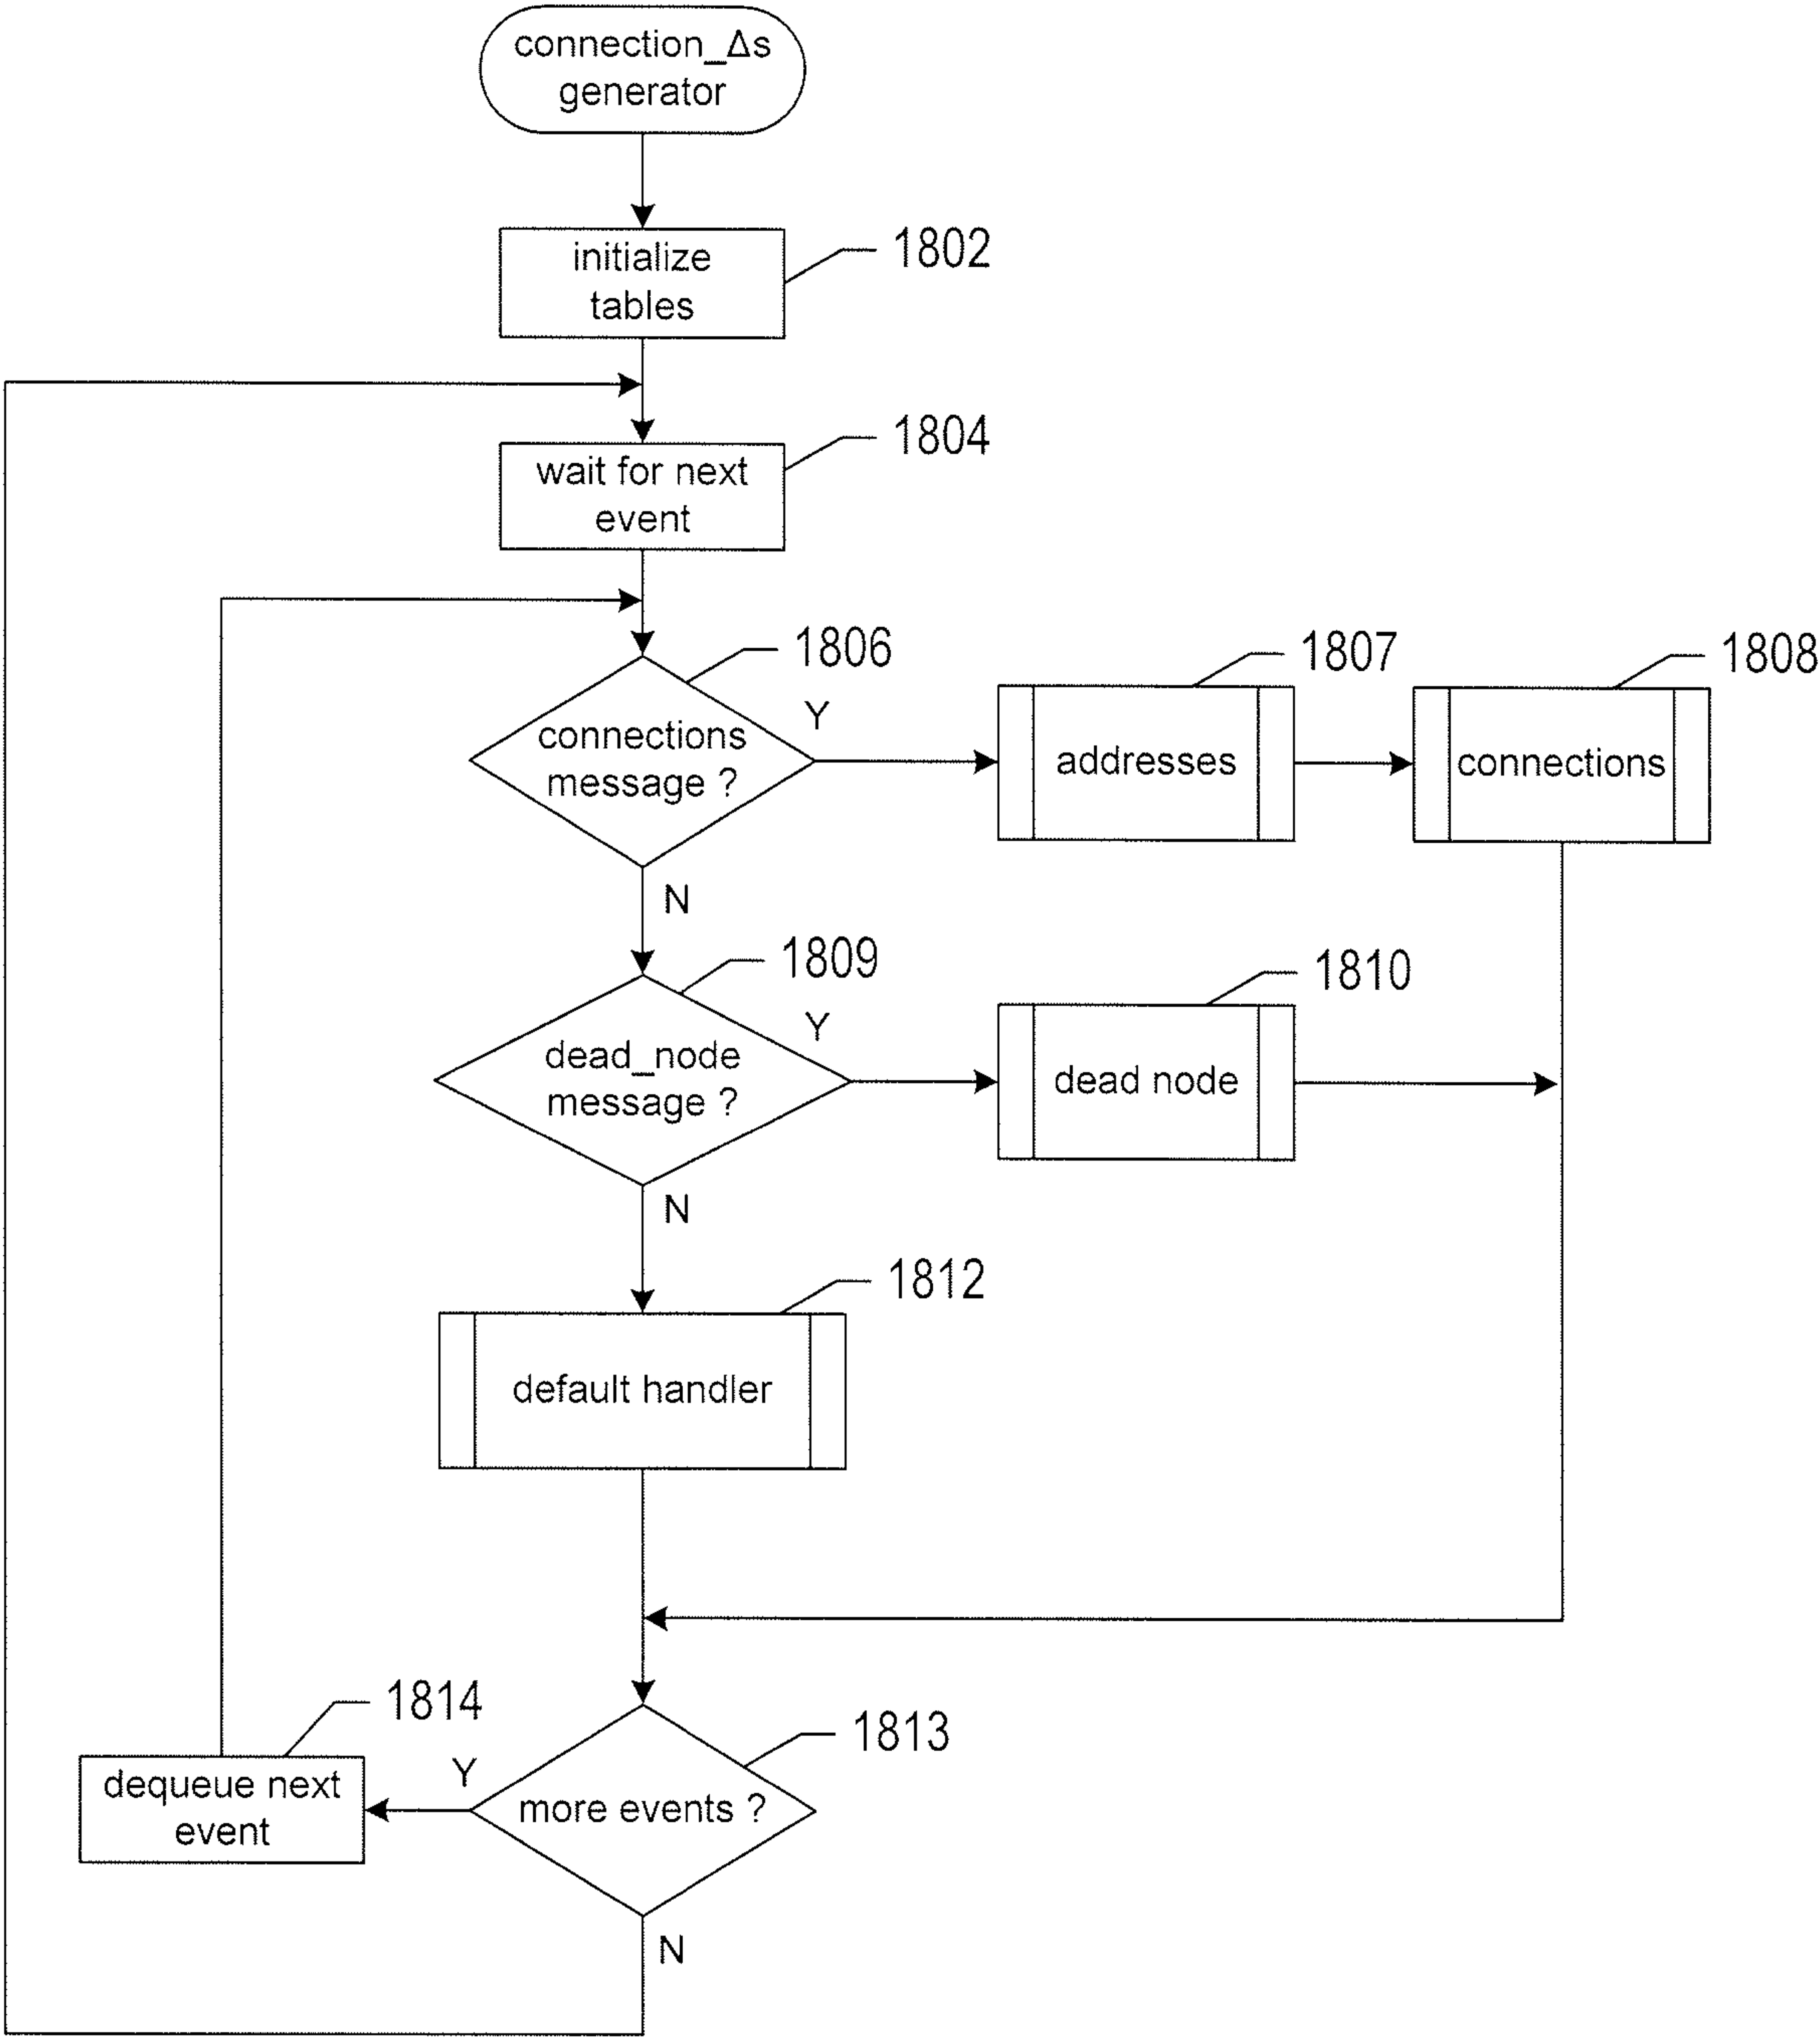 connection_Δs
generator
initialize
tables
1802
wait for next
event
1804
connections
message ?
1806
Y
addresses
1807
connections
1808
N
dead_node
message ?
1809
Y
dead node
1810
N
default handler
1812
more events ?
1813
Y
dequeue next
event
1814
N